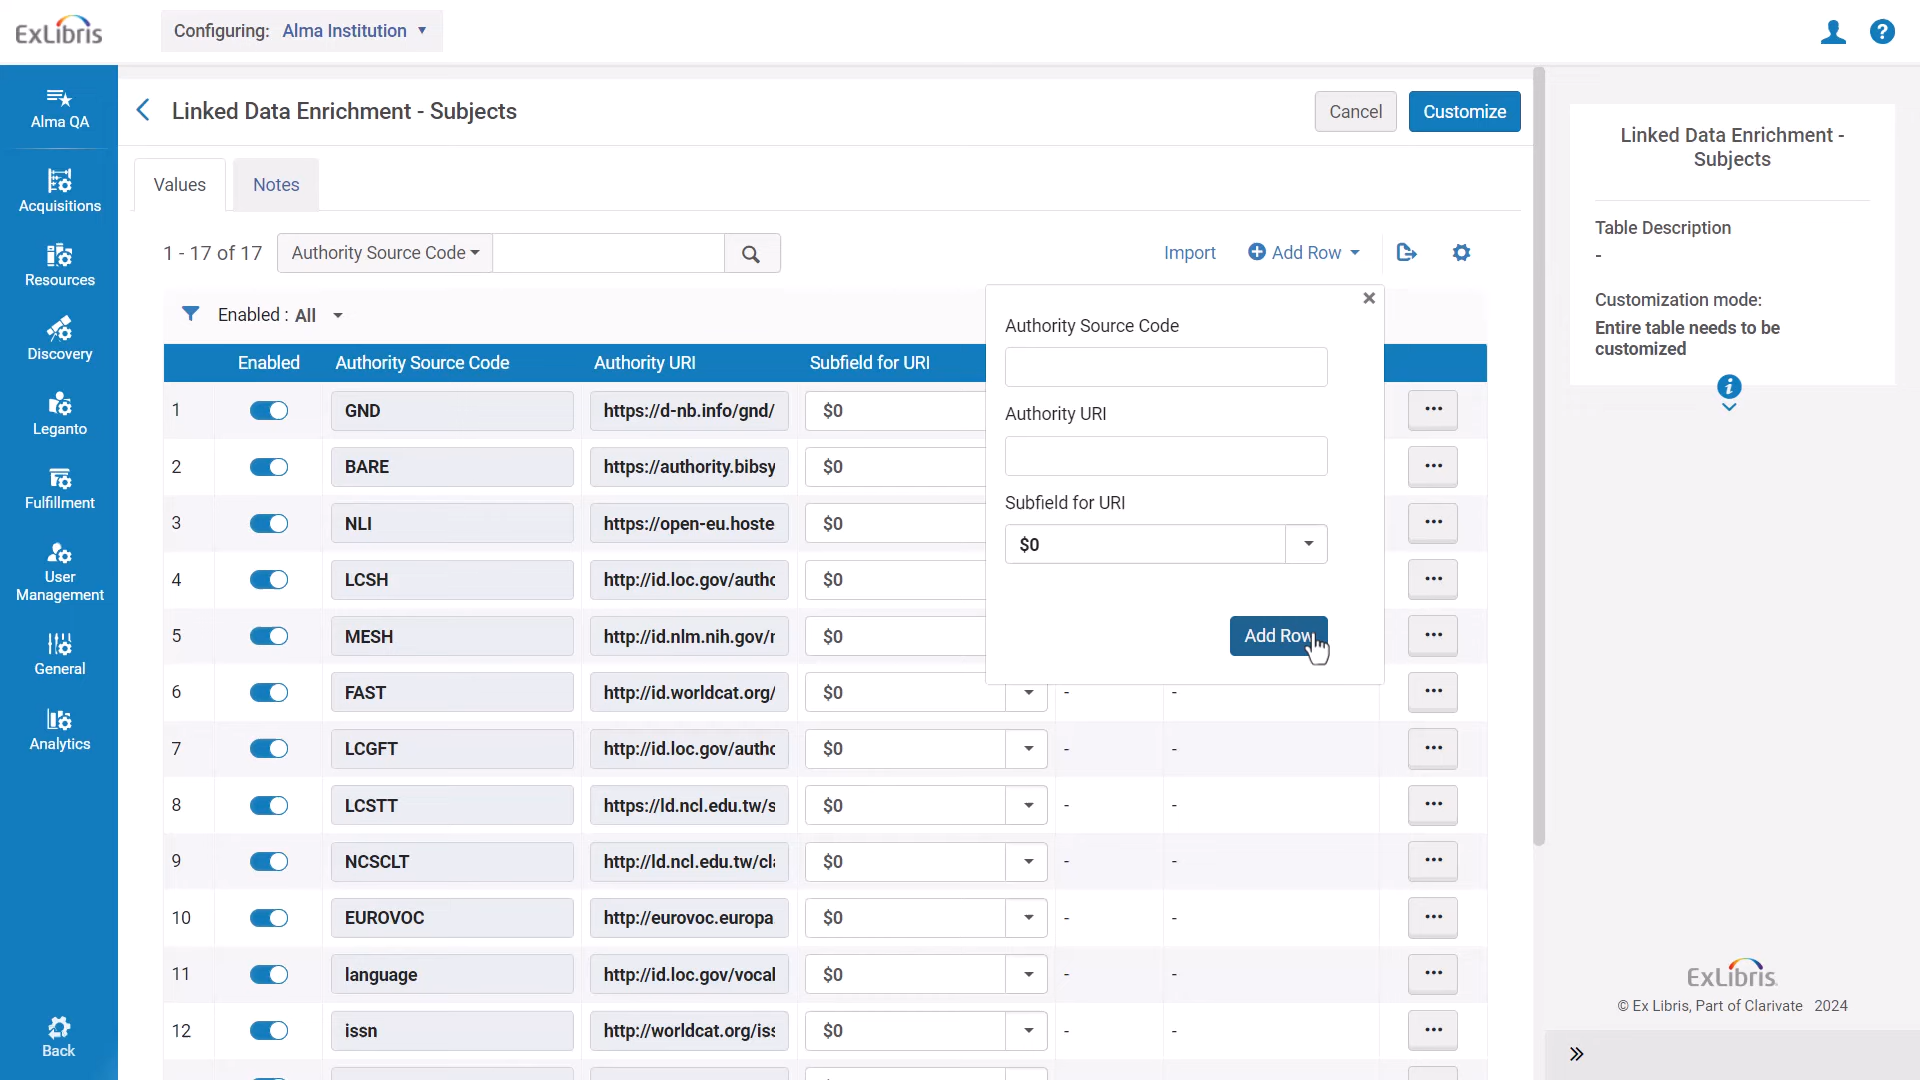 ExLibris
Configuring: Alma Institution
Alma QA
Acquisitions
Resources
Discovery
Leganto
Fulfillment
User
Management
General
Analytics
Back
Linked Data Enrichment - Subjects
Cancel
Customize
Values
Notes
1 - 17 of 17
Authority Source Code
Import
Add Row
Enabled : All
Enabled
Authority Source Code
Authority URI
Subfield for URI
1 GND https://d-nb.info/gnd/ $0
2 BARE https://authority.bibsy $0
3 NLI https://open-eu.hoste $0
4 LCSH http://id.loc.gov/autho $0
5 MESH http://id.nlm.nih.gov/ $0
6 FAST http://id.worldcat.org/ $0 - -
7 LCGFT http://id.loc.gov/autho $0 - -
8 LCSTT https://ld.ncl.edu.tw/s $0 - -
9 NCSCLT http://ld.ncl.edu.tw/cl $0 - -
10 EUROVOC http://eurovoc.europa $0 - -
11 language http://id.loc.gov/vocal $0 - -
12 issn http://worldcat.org/iss $0 - -
Authority Source Code
Authority URI
Subfield for URI
$0
Add Row
Linked Data Enrichment -
Subjects
Table Description
-
Customization mode:
Entire table needs to be
customized
ExLibris
© Ex Libris, Part of Clarivate 2024